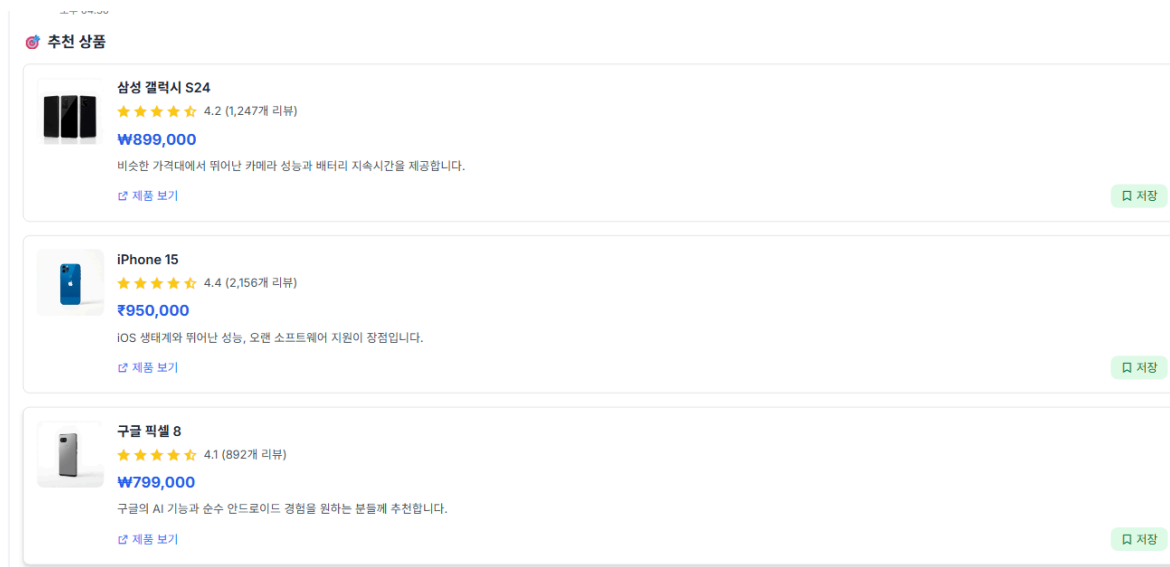 추천 상품
삼성 갤럭시 S24
4.2 (1,247개 리뷰)
₩899,000
비슷한 가격대에서 뛰어난 카메라 성능과 배터리 지속시간을 제공합니다.
제품 보기
저장
iPhone 15
4.4 (2,156개 리뷰)
₹950,000
iOS 생태계와 뛰어난 성능, 오랜 소프트웨어 지원이 장점입니다.
제품 보기
저장
구글 픽셀 8
4.1 (892개 리뷰)
₩799,000
구글의 AI 기능과 순수 안드로이드 경험을 원하는 분들께 추천합니다.
제품 보기
저장